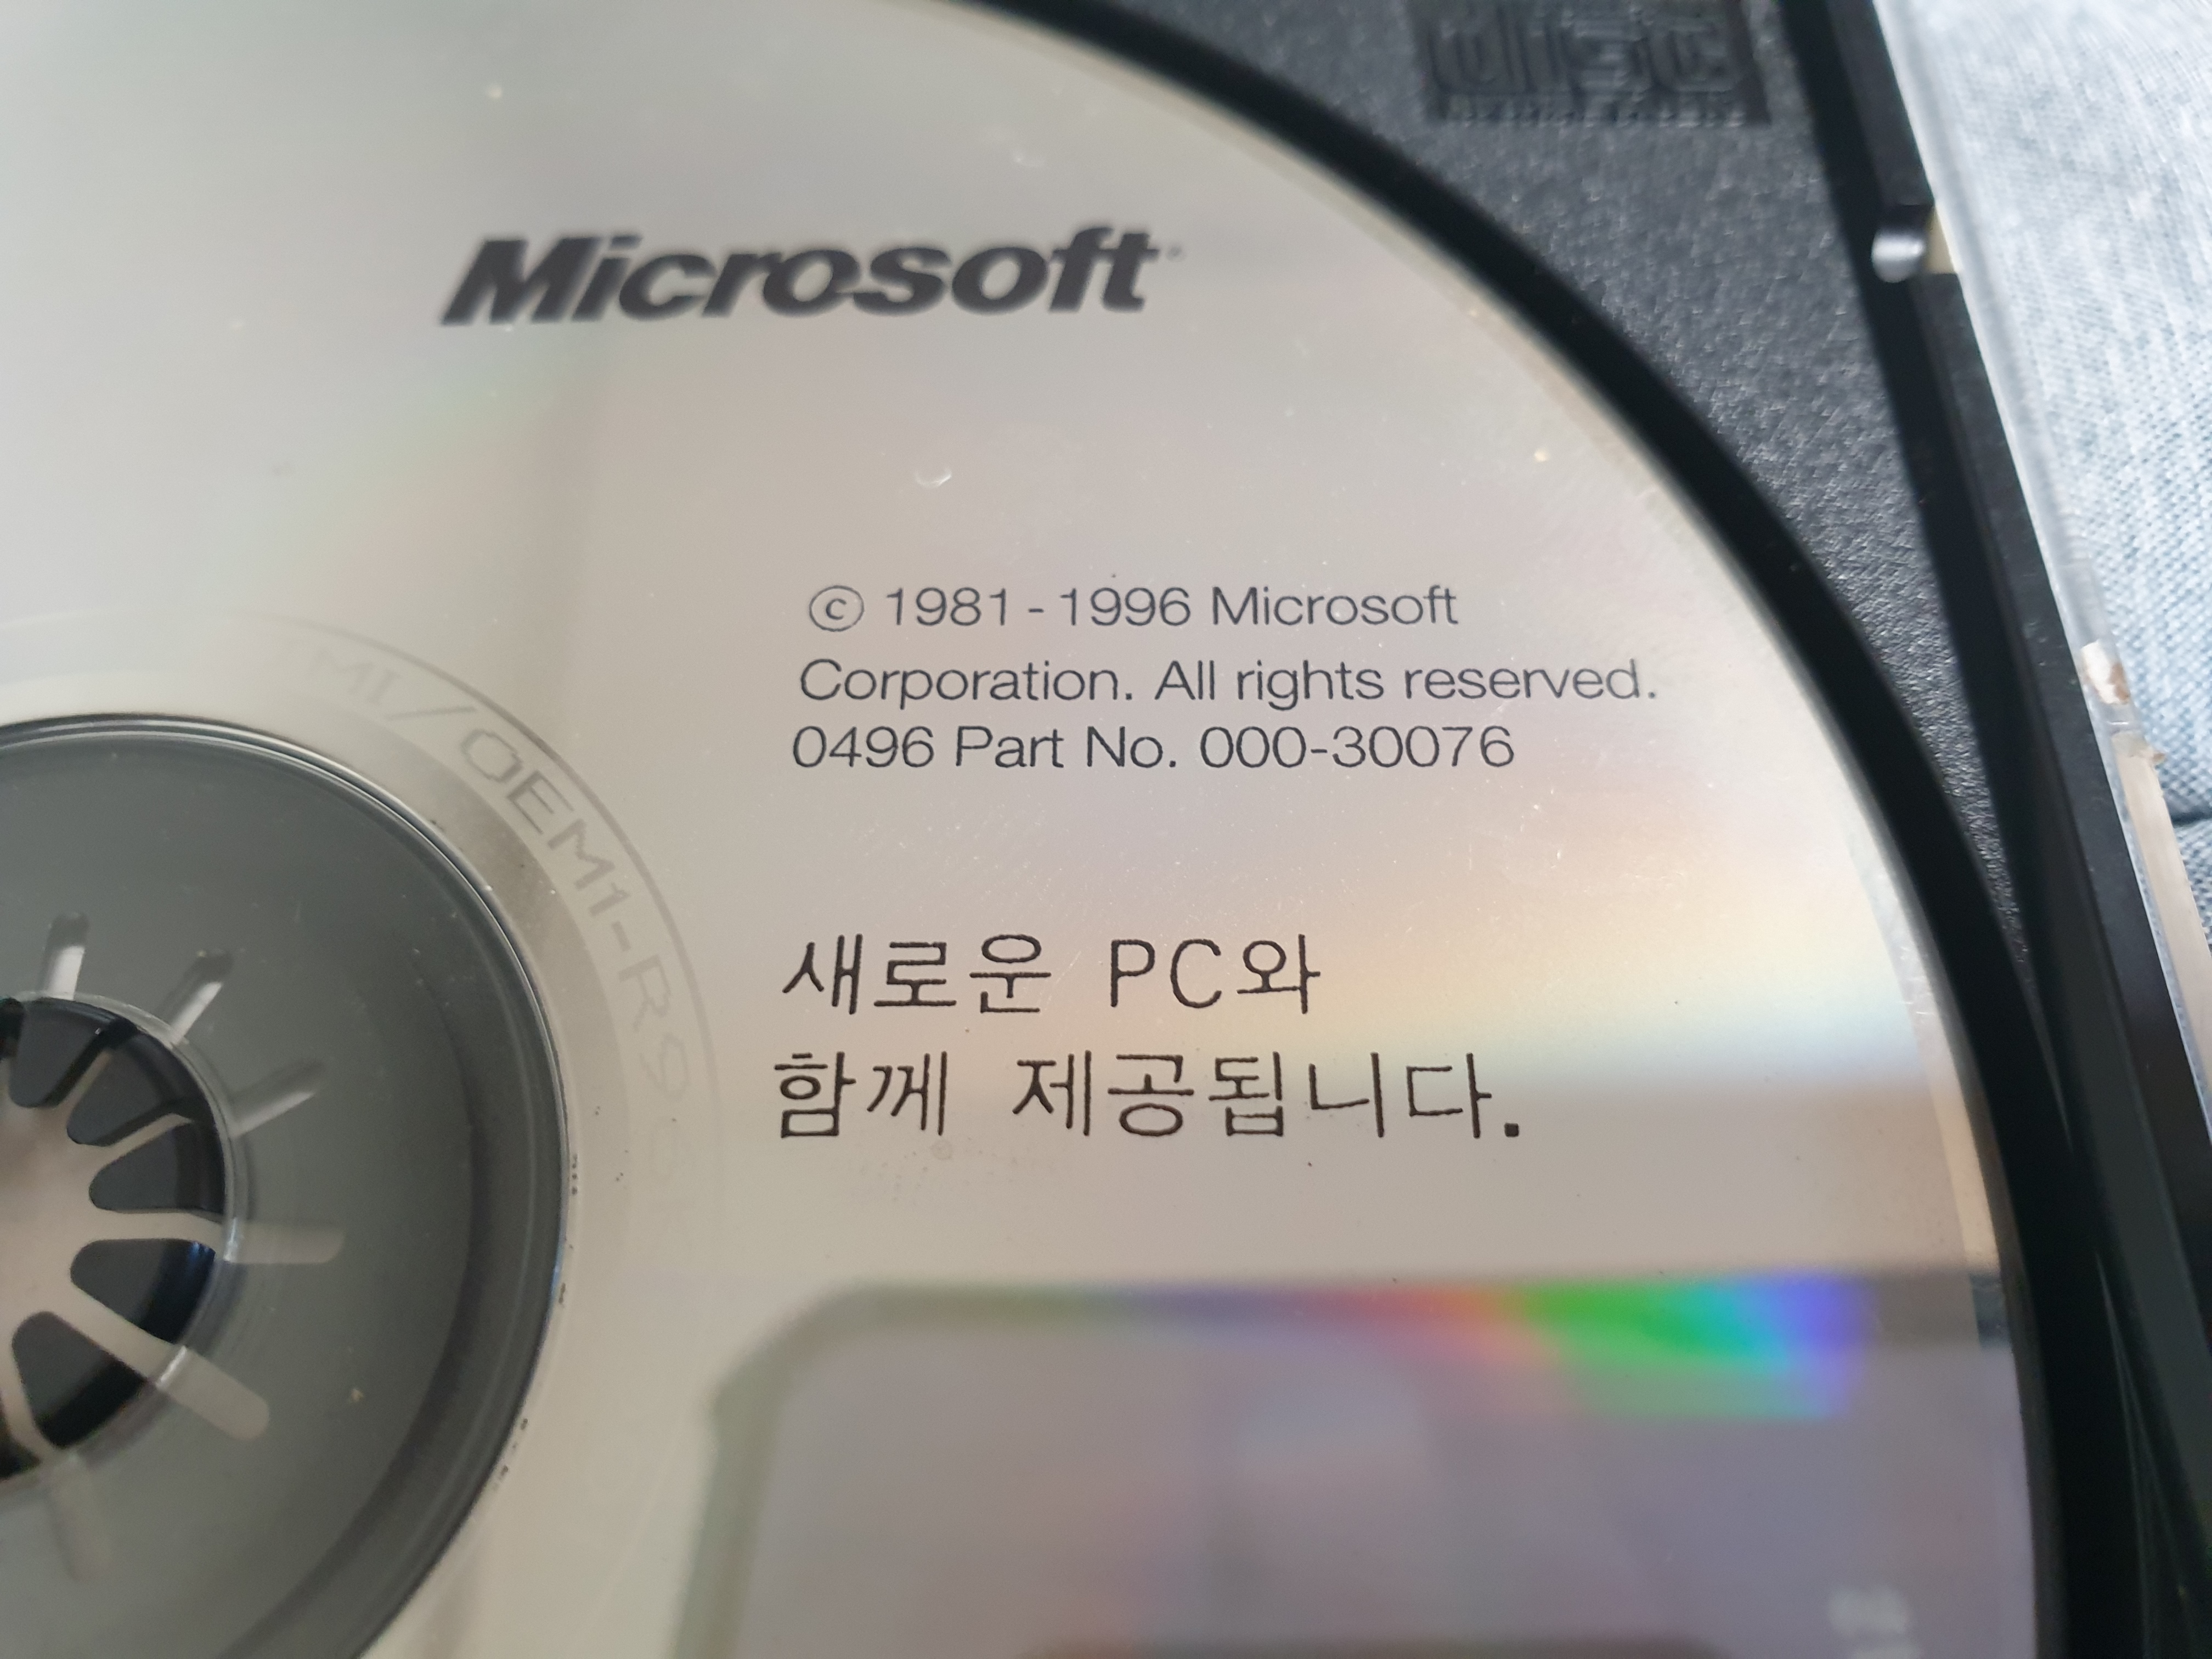 disc
Microsoft
© 1981-1996 Microsoft
Corporation. All rights reserved.
0496 Part No. 000-30076
새로운 PC와
함께 제공됩니다.